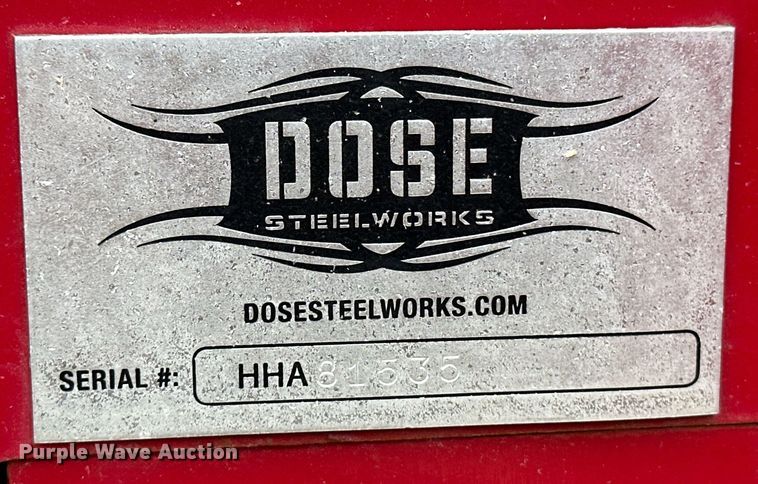 DOSE
STEELWORKS
DOSESTEELWORKS.COM
SERIAL #: HHA 81535
Purple Wave Auction